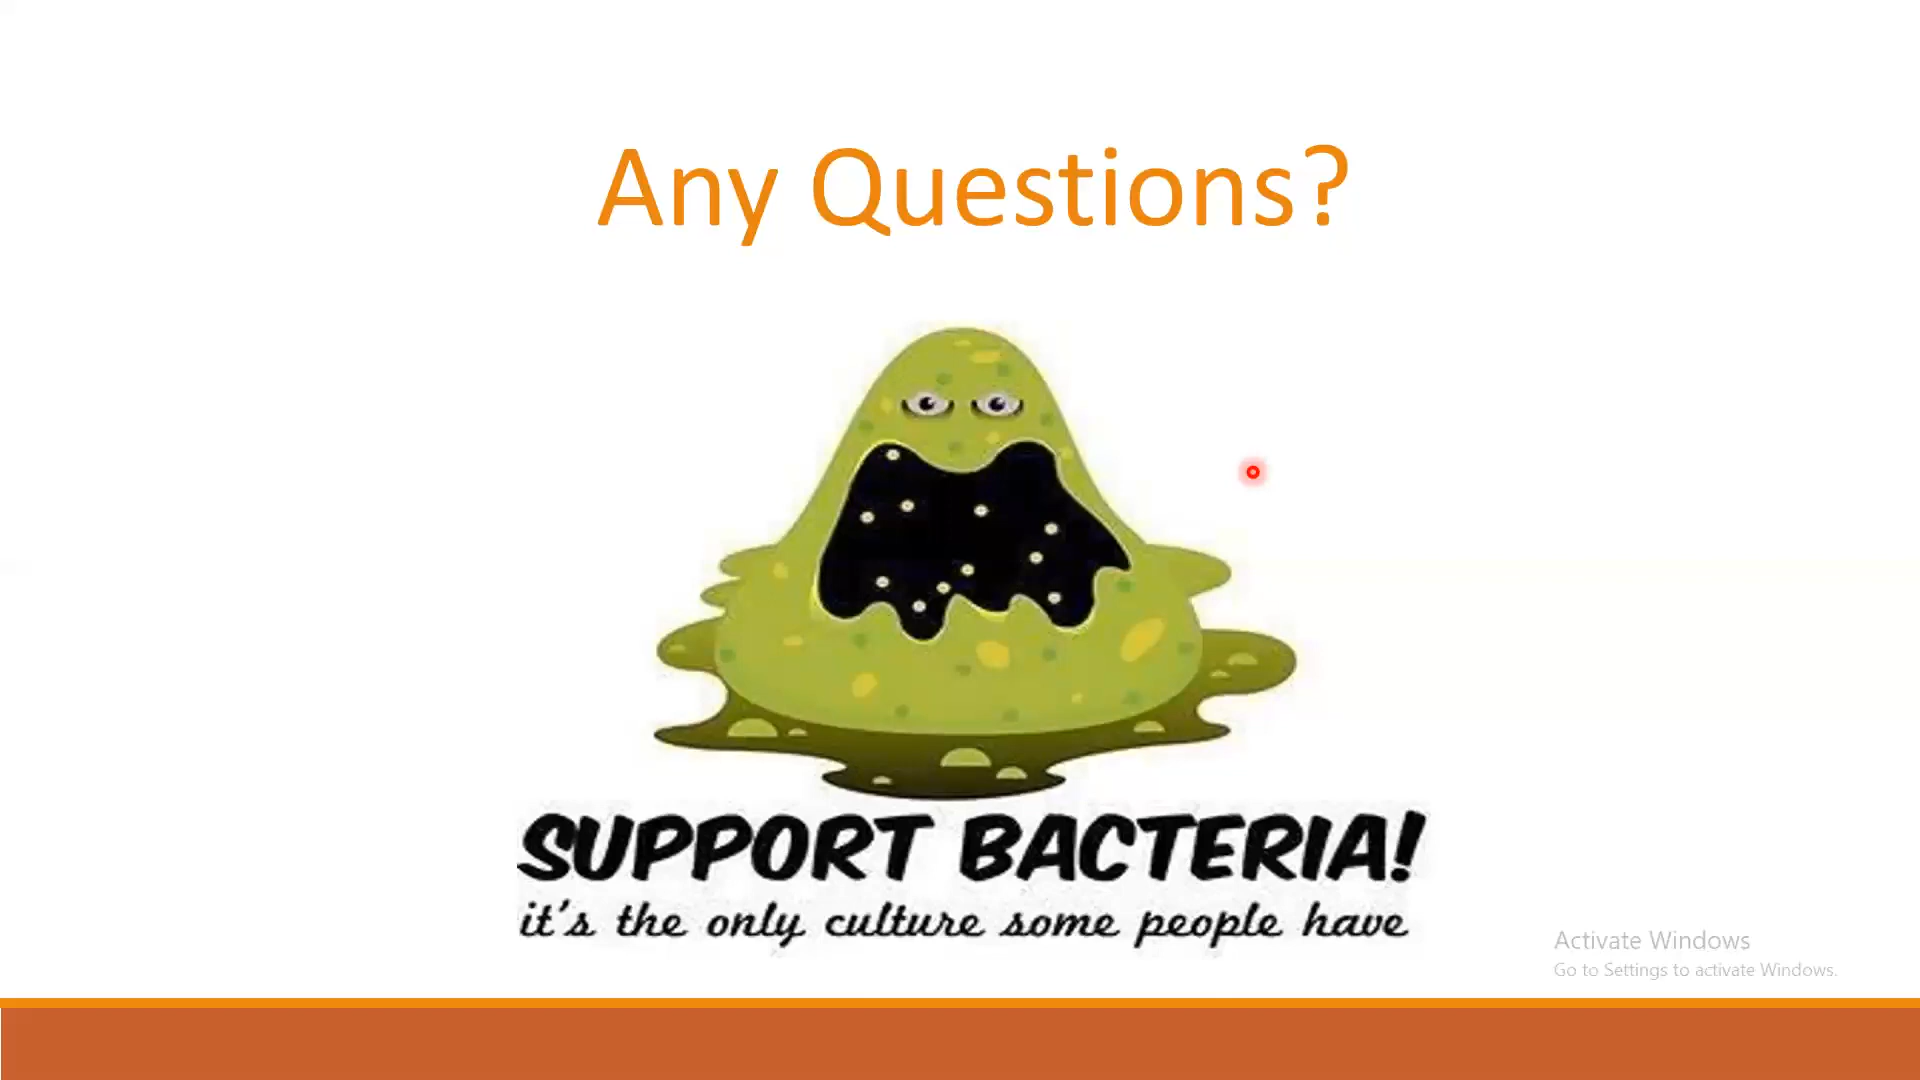 Any Questions?
SUPPORT BACTERIA!
it's the only culture some people have
Activate Windows
Go to Settings to activate Windows.